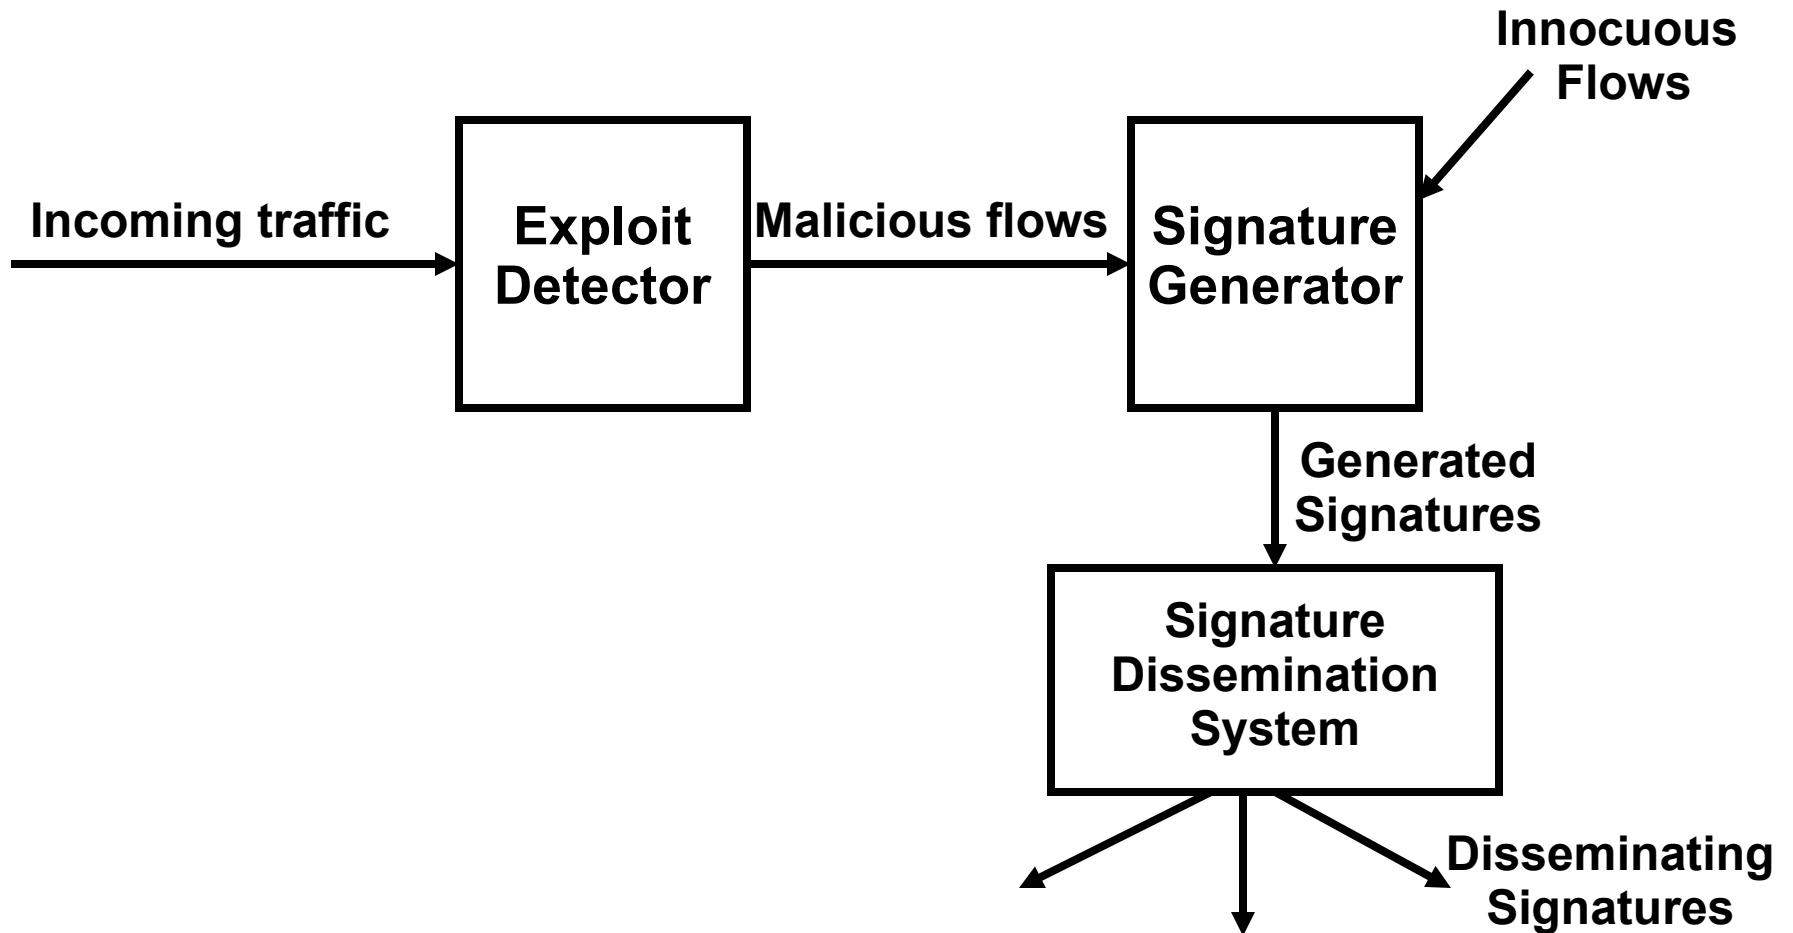 Innocuous
Flows
Incoming traffic
Exploit
Detector
Malicious flows
Signature
Generator
Generated
Signatures
Signature
Dissemination
System
Disseminating
Signatures